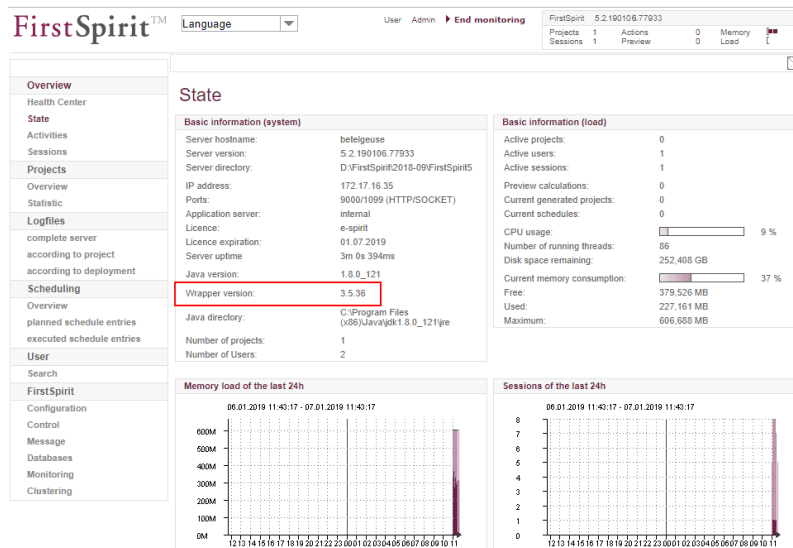 FirstSpirit™
Language
User Admin End monitoring
FirstSpirit 5.2.190106.77933
Projects 1 Actions 0 Memory
Sessions 1 Preview 0 Load
Overview
Health Center
State
Activities
Sessions
Projects
Overview
Statistic
Logfiles
complete server
according to project
according to deployment
Scheduling
Overview
planned schedule entries
executed schedule entries
User
Search
FirstSpirit
Configuration
Control
Message
Databases
Monitoring
Clustering
State
Basic information (system)
Server hostname: betelgeuse
Server version: 5.2.190106.77933
Server directory: D:\FirstSpirit\2018-09\FirstSpirit5
IP address: 172.17.16.35
Ports: 9000/1099 (HTTP/SOCKET)
Application server: internal
Licence: e-spirit
Licence expiration: 01.07.2019
Server uptime 3m 0s 394ms
Java version: 1.8.0_121
Wrapper version: 3.5.36
Java directory: C:\Program Files
(x86)\Java\jdk1.8.0_121\jre
Number of projects: 1
Number of Users: 2
Basic information (load)
Active projects: 0
Active users: 1
Active sessions: 1
Preview calculations: 0
Current generated projects: 0
Current schedules: 0
CPU usage: 9 %
Number of running threads: 86
Disk space remaining: 252,408 GB
Current memory consumption: 37 %
Free: 379,526 MB
Used: 227,161 MB
Maximum: 606,688 MB
Memory load of the last 24h
06.01.2019 11:43:17 - 07.01.2019 11:43:17
600M
500M
400M
300M
200M
100M
0M
12 13 14 15 16 17 18 19 20 21 22 23 00 01 02 03 04 05 06 07 08 09 10 11
Sessions of the last 24h
06.01.2019 11:43:17 - 07.01.2019 11:43:17
8
7
6
5
4
3
2
1
0
12 13 14 15 16 17 18 19 20 21 22 23 00 01 02 03 04 05 06 07 08 09 10 11